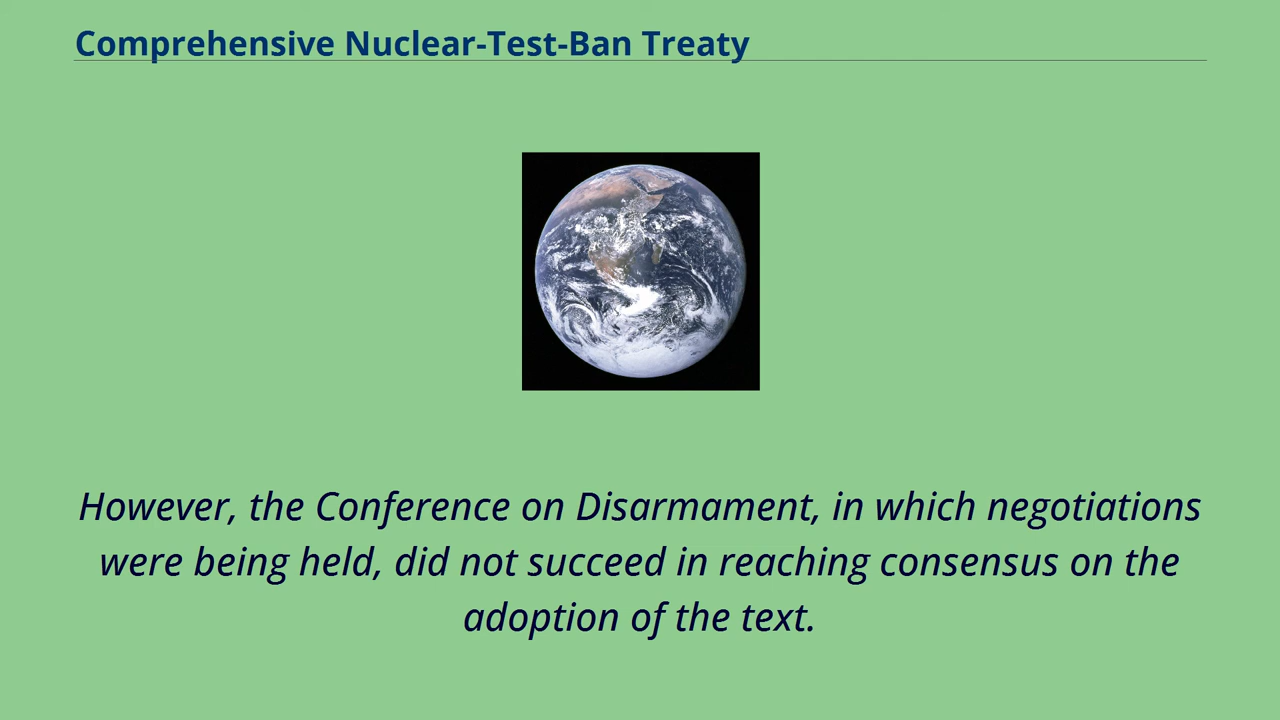 Comprehensive Nuclear-Test-Ban Treaty
However, the Conference on Disarmament, in which negotiations
were being held, did not succeed in reaching consensus on the
adoption of the text.